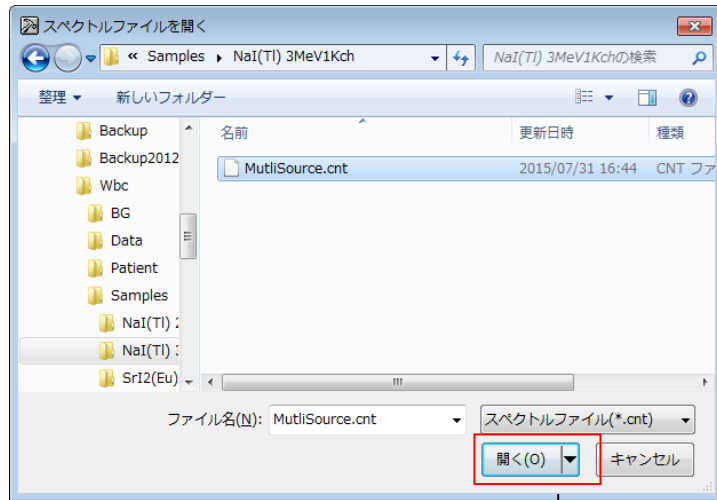 スペクトルファイルを開く
« Samples ▸ NaI(Tl) 3MeV1Kch
NaI(Tl) 3MeV1Kchの検索
整理 ▼ 新しいフォルダー
Backup
Backup2012
Wbc
BG
Data
Patient
Samples
NaI(Tl) 2
NaI(Tl) 3
SrI2(Eu)
名前 更新日時 種類
MutliSource.cnt 2015/07/31 16:44 CNT ファ
ファイル名(N): MutliSource.cnt スペクトルファイル(*.cnt)
開く(O) キャンセル